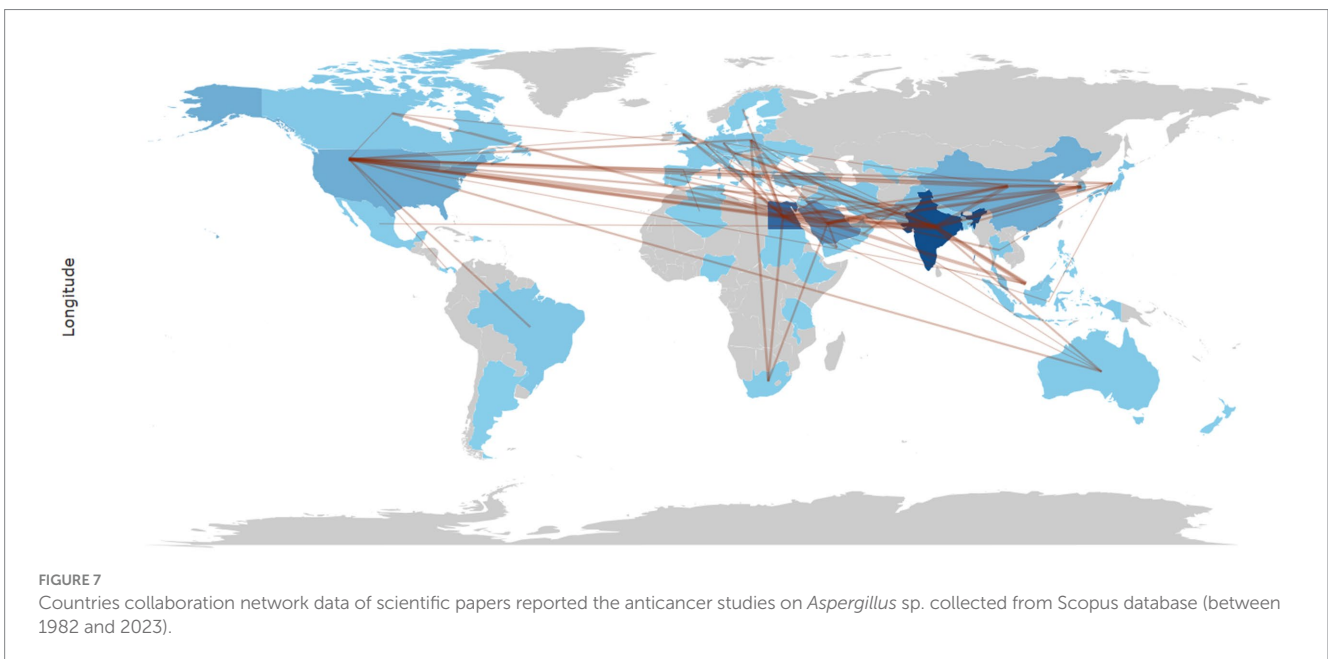 Longitude
FIGURE 7
Countries collaboration network data of scientific papers reported the anticancer studies on Aspergillus sp. collected from Scopus database (between
1982 and 2023).